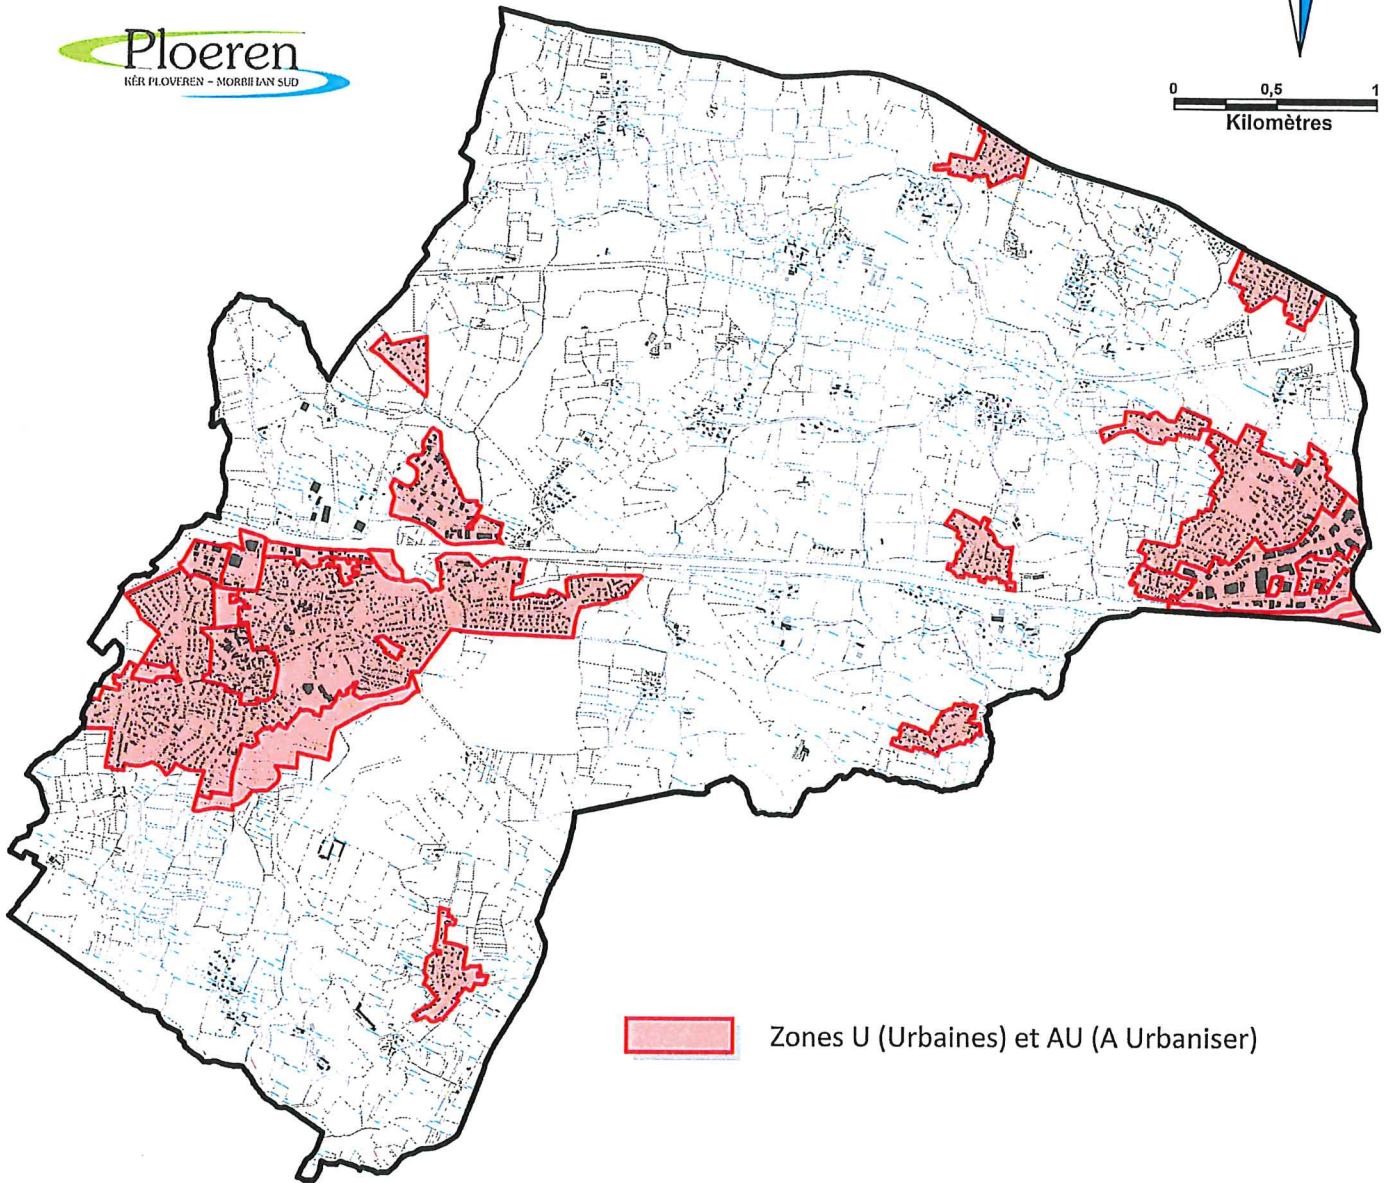 Ploeren
KÊR PLOVEREN – MORBIHAN SUD
0 0,5 1
Kilomètres
Zones U (Urbaines) et AU (A Urbaniser)